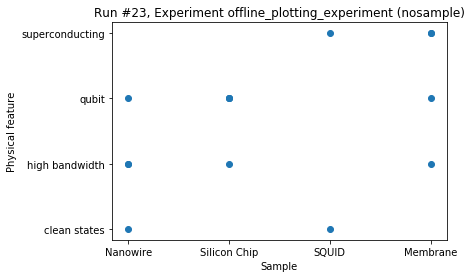 Run #23, Experiment offline_plotting_experiment (nosample)
superconducting
qubit
high bandwidth
clean states
Physical feature
Nanowire
Silicon Chip
SQUID
Membrane
Sample